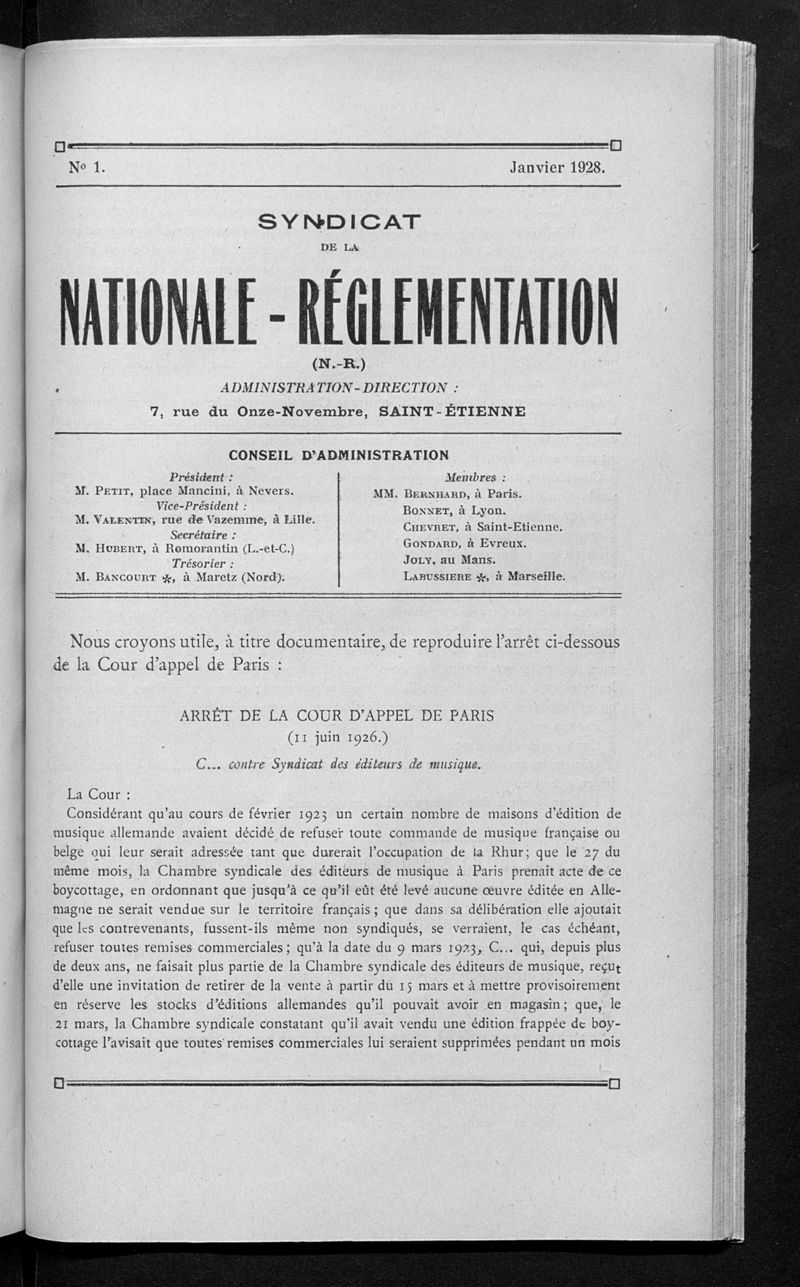 Nº 1.
Janvier 1928.
SYNDICAT
DE LA
NATIONALE - RÉGLEMENTATION
(N.-R.)
ADMINISTRATION-DIRECTION :
7, rue du Onze-Novembre, SAINT-ÉTIENNE
CONSEIL D'ADMINISTRATION
Président :
M. PETIT, place Mancini, à Nevers.
Vice-Président :
M. VALENTIN, rue de Vazemme, à Lille.
Secrétaire :
M. HUBERT, à Romorantin (L.-et-C.)
Trésorier :
M. BANCOURT ✻, à Maretz (Nord).
Membres :
MM. BERNHARD, à Paris.
BONNET, à Lyon.
CHEVRET, à Saint-Etienne.
GONDARD, à Evreux.
JOLY, au Mans.
LABUSSIERE ✻, à Marseille.
Nous croyons utile, à titre documentaire, de reproduire l'arrêt ci-dessous
de la Cour d'appel de Paris :
ARRÊT DE LA COUR D'APPEL DE PARIS
(11 juin 1926.)
C... contre Syndicat des éditeurs de musique.
La Cour :
Considérant qu'au cours de février 1923 un certain nombre de maisons d'édition de
musique allemande avaient décidé de refuser toute commande de musique française ou
belge qui leur serait adressée tant que durerait l'occupation de la Rhur; que le 27 du
même mois, la Chambre syndicale des éditeurs de musique à Paris prenait acte de ce
boycottage, en ordonnant que jusqu'à ce qu'il eût été levé aucune œuvre éditée en Alle-
magne ne serait vendue sur le territoire français; que dans sa délibération elle ajoutait
que les contrevenants, fussent-ils même non syndiqués, se verraient, le cas échéant,
refuser toutes remises commerciales; qu'à la date du 9 mars 1923, C... qui, depuis plus
de deux ans, ne faisait plus partie de la Chambre syndicale des éditeurs de musique, reçut
d'elle une invitation de retirer de la vente à partir du 15 mars et à mettre provisoirement
en réserve les stocks d'éditions allemandes qu'il pouvait avoir en magasin; que, le
21 mars, la Chambre syndicale constatant qu'il avait vendu une édition frappée de boy-
cottage l'avisait que toutes remises commerciales lui seraient supprimées pendant un mois